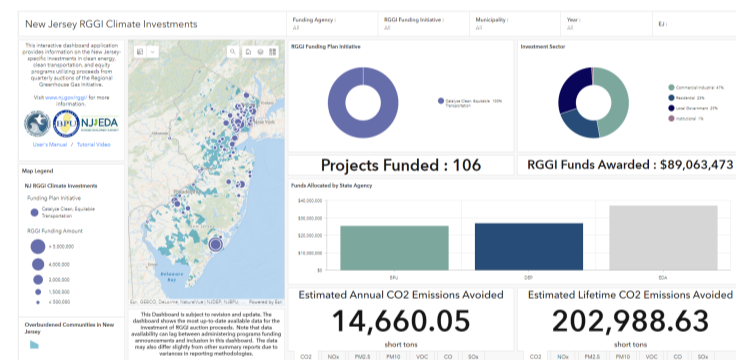 New Jersey RGGI Climate Investments
Funding Agency :
All
RGGI Funding Initiative :
All
Municipality :
All
Year :
All
EJ :
This interactive dashboard application
provides information on the New Jersey-
specific investments in clean energy,
clean transportation, and equity
programs utilizing proceeds from
quarterly auctions of the Regional
Greenhouse Gas Initiative.
Visit www.nj.gov/rggi/ for more
information.
BPU
NJEDA
User's Manual / Tutorial Video
Map Legend
NJ RGGI Climate Investments
Funding Plan Initiative
Catalyze Clean, Equitable
Transportation
RGGI Funding Amount
> 5,000,000
4,000,000
3,000,000
< 500,000
Overburdened Communities in New
Jersey
New York
Philadelphia
Delaware
Bay
Powered by Esri
This Dashboard is subject to revision and update. The
dashboard shows the most up-to-date available data for the
investment of RGGI auction proceeds. Note that data
availability can lag between administering programs funding
announcements and inclusion in this dashboard. The data
may also differ slightly from other summary reports due to
variances in reporting methodologies.
RGGI Funding Plan Initiative
Catalyze Clean, Equitable 100%
Transportation
Investment Sector
Commercial/Industrial 47%
Residential 23%
Local Government 29%
Institutional 1%
Projects Funded : 106
RGGI Funds Awarded : $89,063,473
Funds Allocated by State Agency
$40,000,000
$30,000,000
$20,000,000
$10,000,000
$0
BPU
DEP
EDA
Estimated Annual CO2 Emissions Avoided
14,660.05
short tons
CO2
NOx
PM2.5
PM10
VOC
CO
SOx
Estimated Lifetime CO2 Emissions Avoided
202,988.63
short tons
CO2
NOx
PM2.5
PM10
VOC
CO
SOx